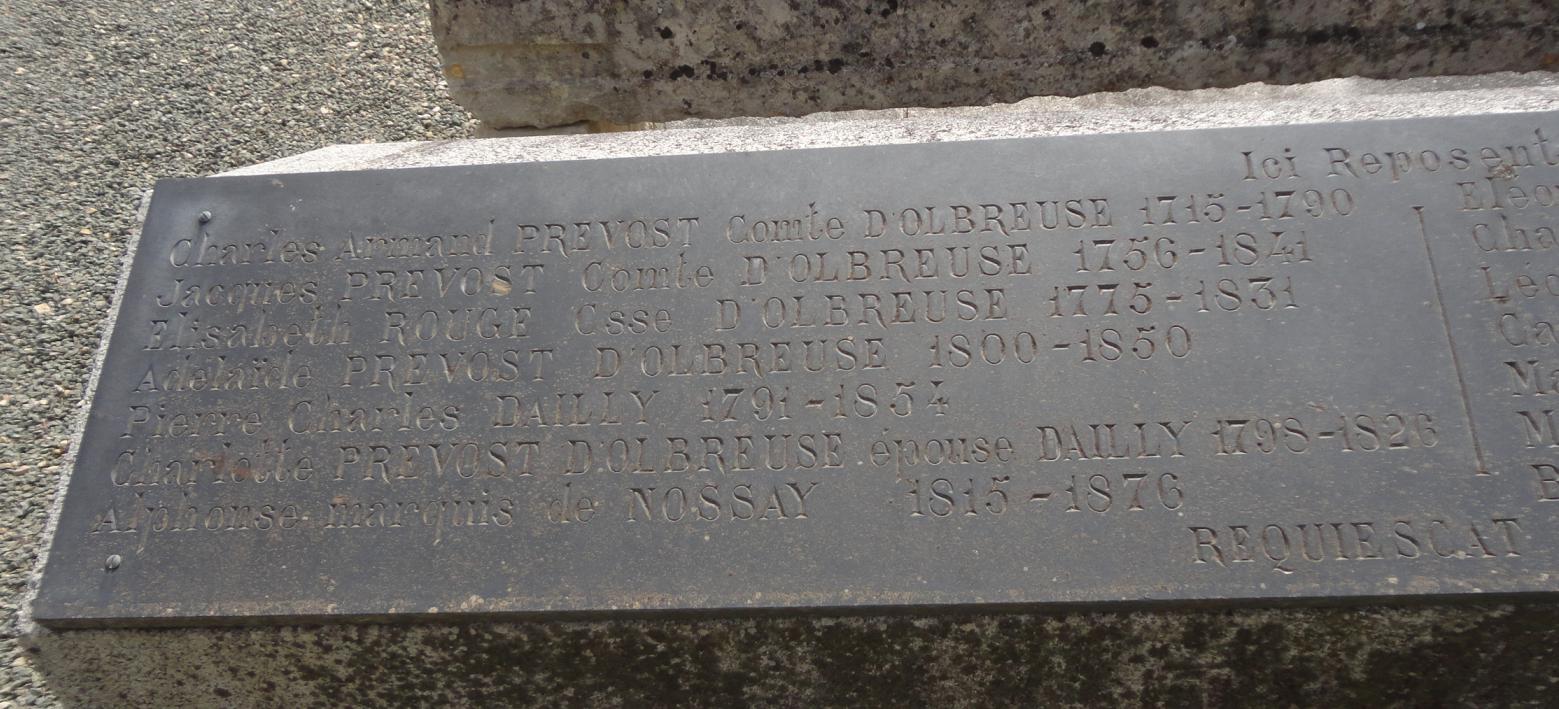 Ici Reposent
Charles Armand PREVOST Comte D'OLBREUSE 1715-1790
Jacques PREVOST Comte D'OLBREUSE 1756-1841
Elisabeth ROUGE Csse D'OLBREUSE 1775-1831
Adelaïde PREVOST D'OLBREUSE 1800-1850
Pierre Charles DAILLY 1791-1854
Charlotte PREVOST D'OLBREUSE épouse DAILLY 1798-1826
Alphonse marquis de NOSSAY 1815-1876
REQUIESCAT